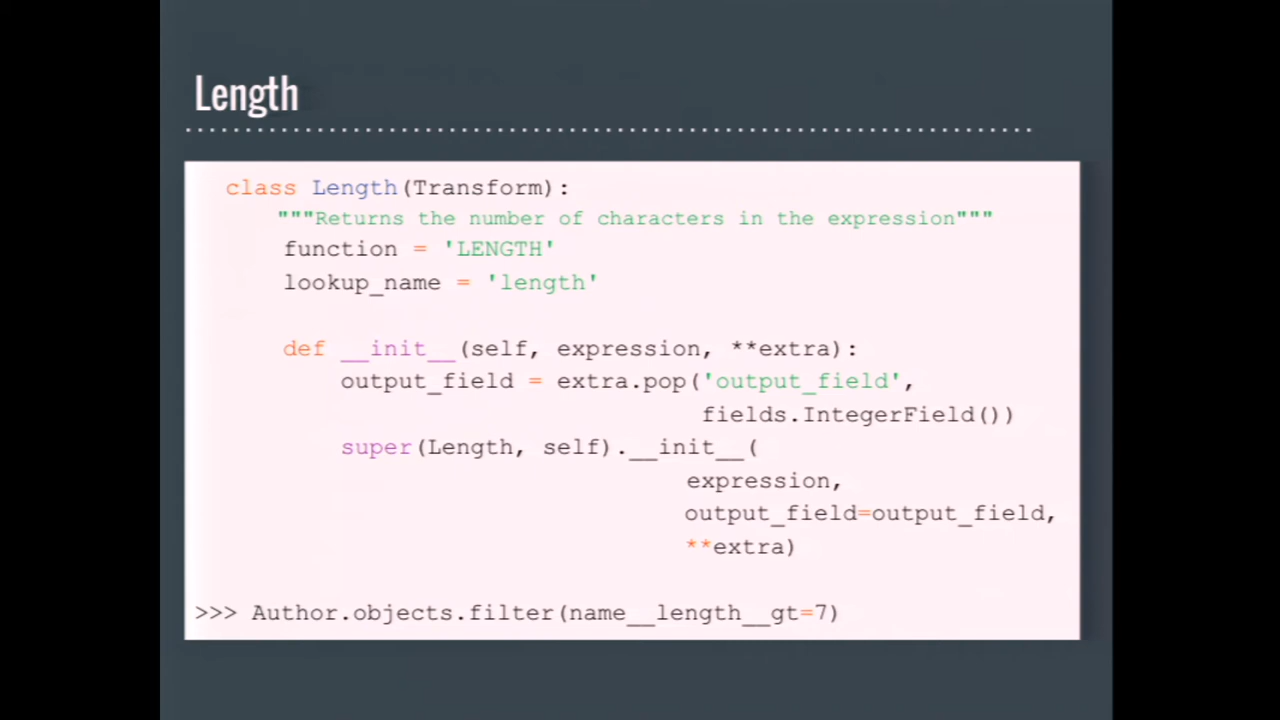 Length
class Length(Transform):
"""Returns the number of characters in the expression"""
function = 'LENGTH'
lookup_name = 'length'
def __init__(self, expression, **extra):
output_field = extra.pop('output_field',
fields.IntegerField())
super(Length, self).__init__(
expression,
output_field=output_field,
**extra)
>>> Author.objects.filter(name__length__gt=7)